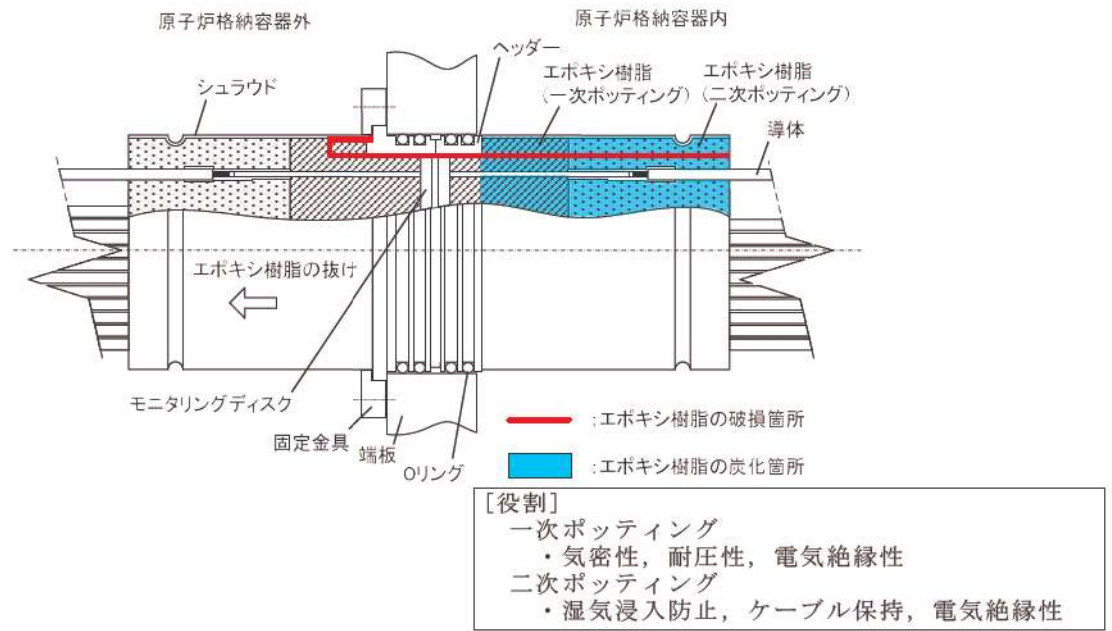 原子炉格納容器外
原子炉格納容器内
ヘッダー
エポキシ樹脂
(一次ポッティング)
エポキシ樹脂
(二次ポッティング)
シュラウド
導体
エポキシ樹脂の抜け
モニタリングディスク
固定金具
端板
Oリング
:エポキシ樹脂の破損箇所
:エポキシ樹脂の炭化箇所
[役割]
一次ポッティング
・気密性，耐圧性，電気絶縁性
二次ポッティング
・湿気浸入防止，ケーブル保持，電気絶縁性